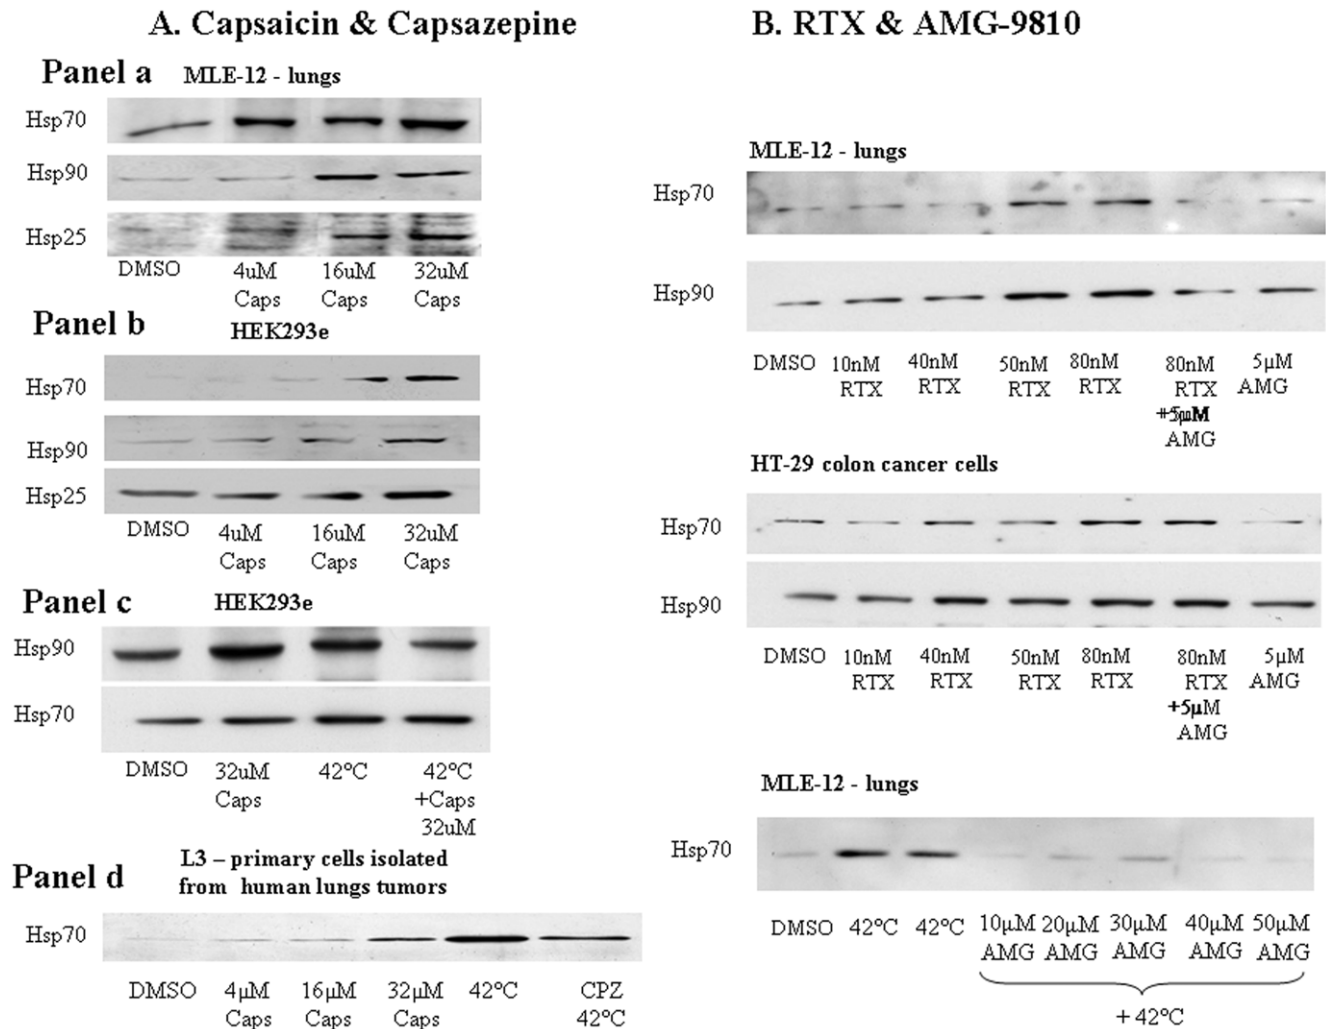 A. Capsaicin & Capsazepine
Panel a MLE-12 - lungs
Hsp70
Hsp90
Hsp25
DMSO 4uM 16uM 32uM
Caps Caps Caps
Panel b HEK293e
Hsp70
Hsp90
Hsp25
DMSO 4uM 16uM 32uM
Caps Caps Caps
Panel c HEK293e
Hsp90
Hsp70
DMSO 32uM 42°C 42°C
Caps +Caps
32uM
L3 – primary cells isolated
Panel d from human lungs tumors
Hsp70
DMSO 4µM 16µM 32µM 42°C CPZ
Caps Caps Caps 42°C
B. RTX & AMG-9810
MLE-12 - lungs
Hsp70
Hsp90
DMSO 10nM 40nM 50nM 80nM 80nM 5µM
RTX RTX RTX RTX RTX AMG
+5µM
AMG
HT-29 colon cancer cells
Hsp70
Hsp90
DMSO 10nM 40nM 50nM 80nM 80nM 5µM
RTX RTX RTX RTX RTX AMG
+5µM
AMG
MLE-12 - lungs
Hsp70
DMSO 42°C 42°C 10µM 20µM 30µM 40µM 50µM
AMG AMG AMG AMG AMG
+ 42°C